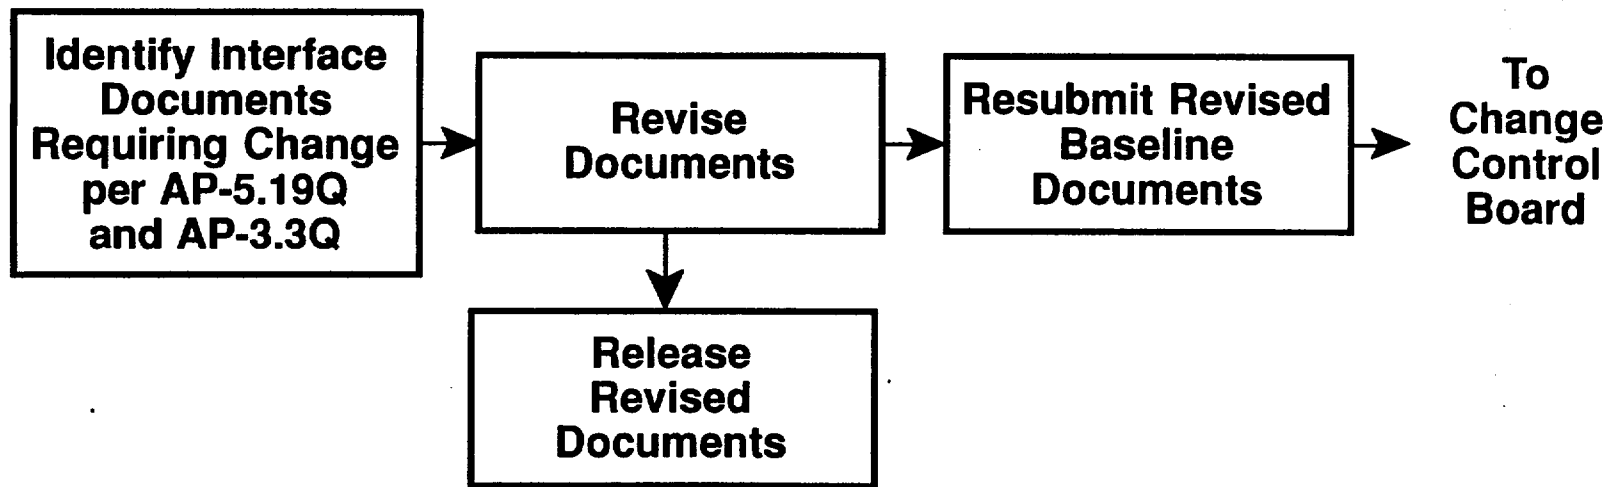 Identify Interface
Documents
Requiring Change
per AP-5.19Q
and AP-3.3Q
Revise
Documents
Resubmit Revised
Baseline
Documents
To
Change
Control
Board
Release
Revised
Documents